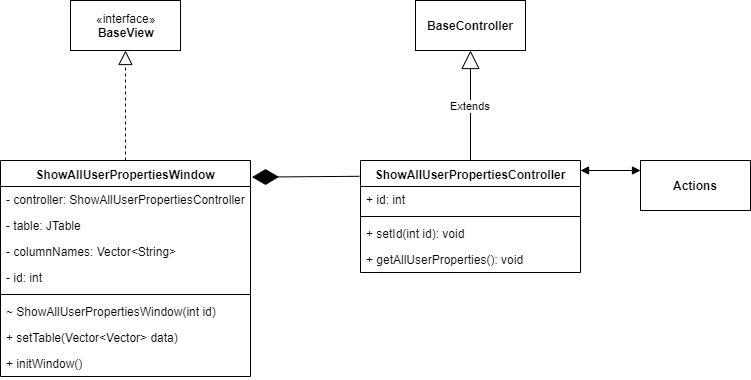 «interface»
BaseView
BaseController
Extends
ShowAllUserPropertiesWindow
- controller: ShowAllUserPropertiesController
- table: JTable
- columnNames: Vector<String>
- id: int
~ ShowAllUserPropertiesWindow(int id)
+ setTable(Vector<Vector> data)
+ initWindow()
ShowAllUserPropertiesController
+ id: int
+ setId(int id): void
+ getAllUserProperties(): void
Actions